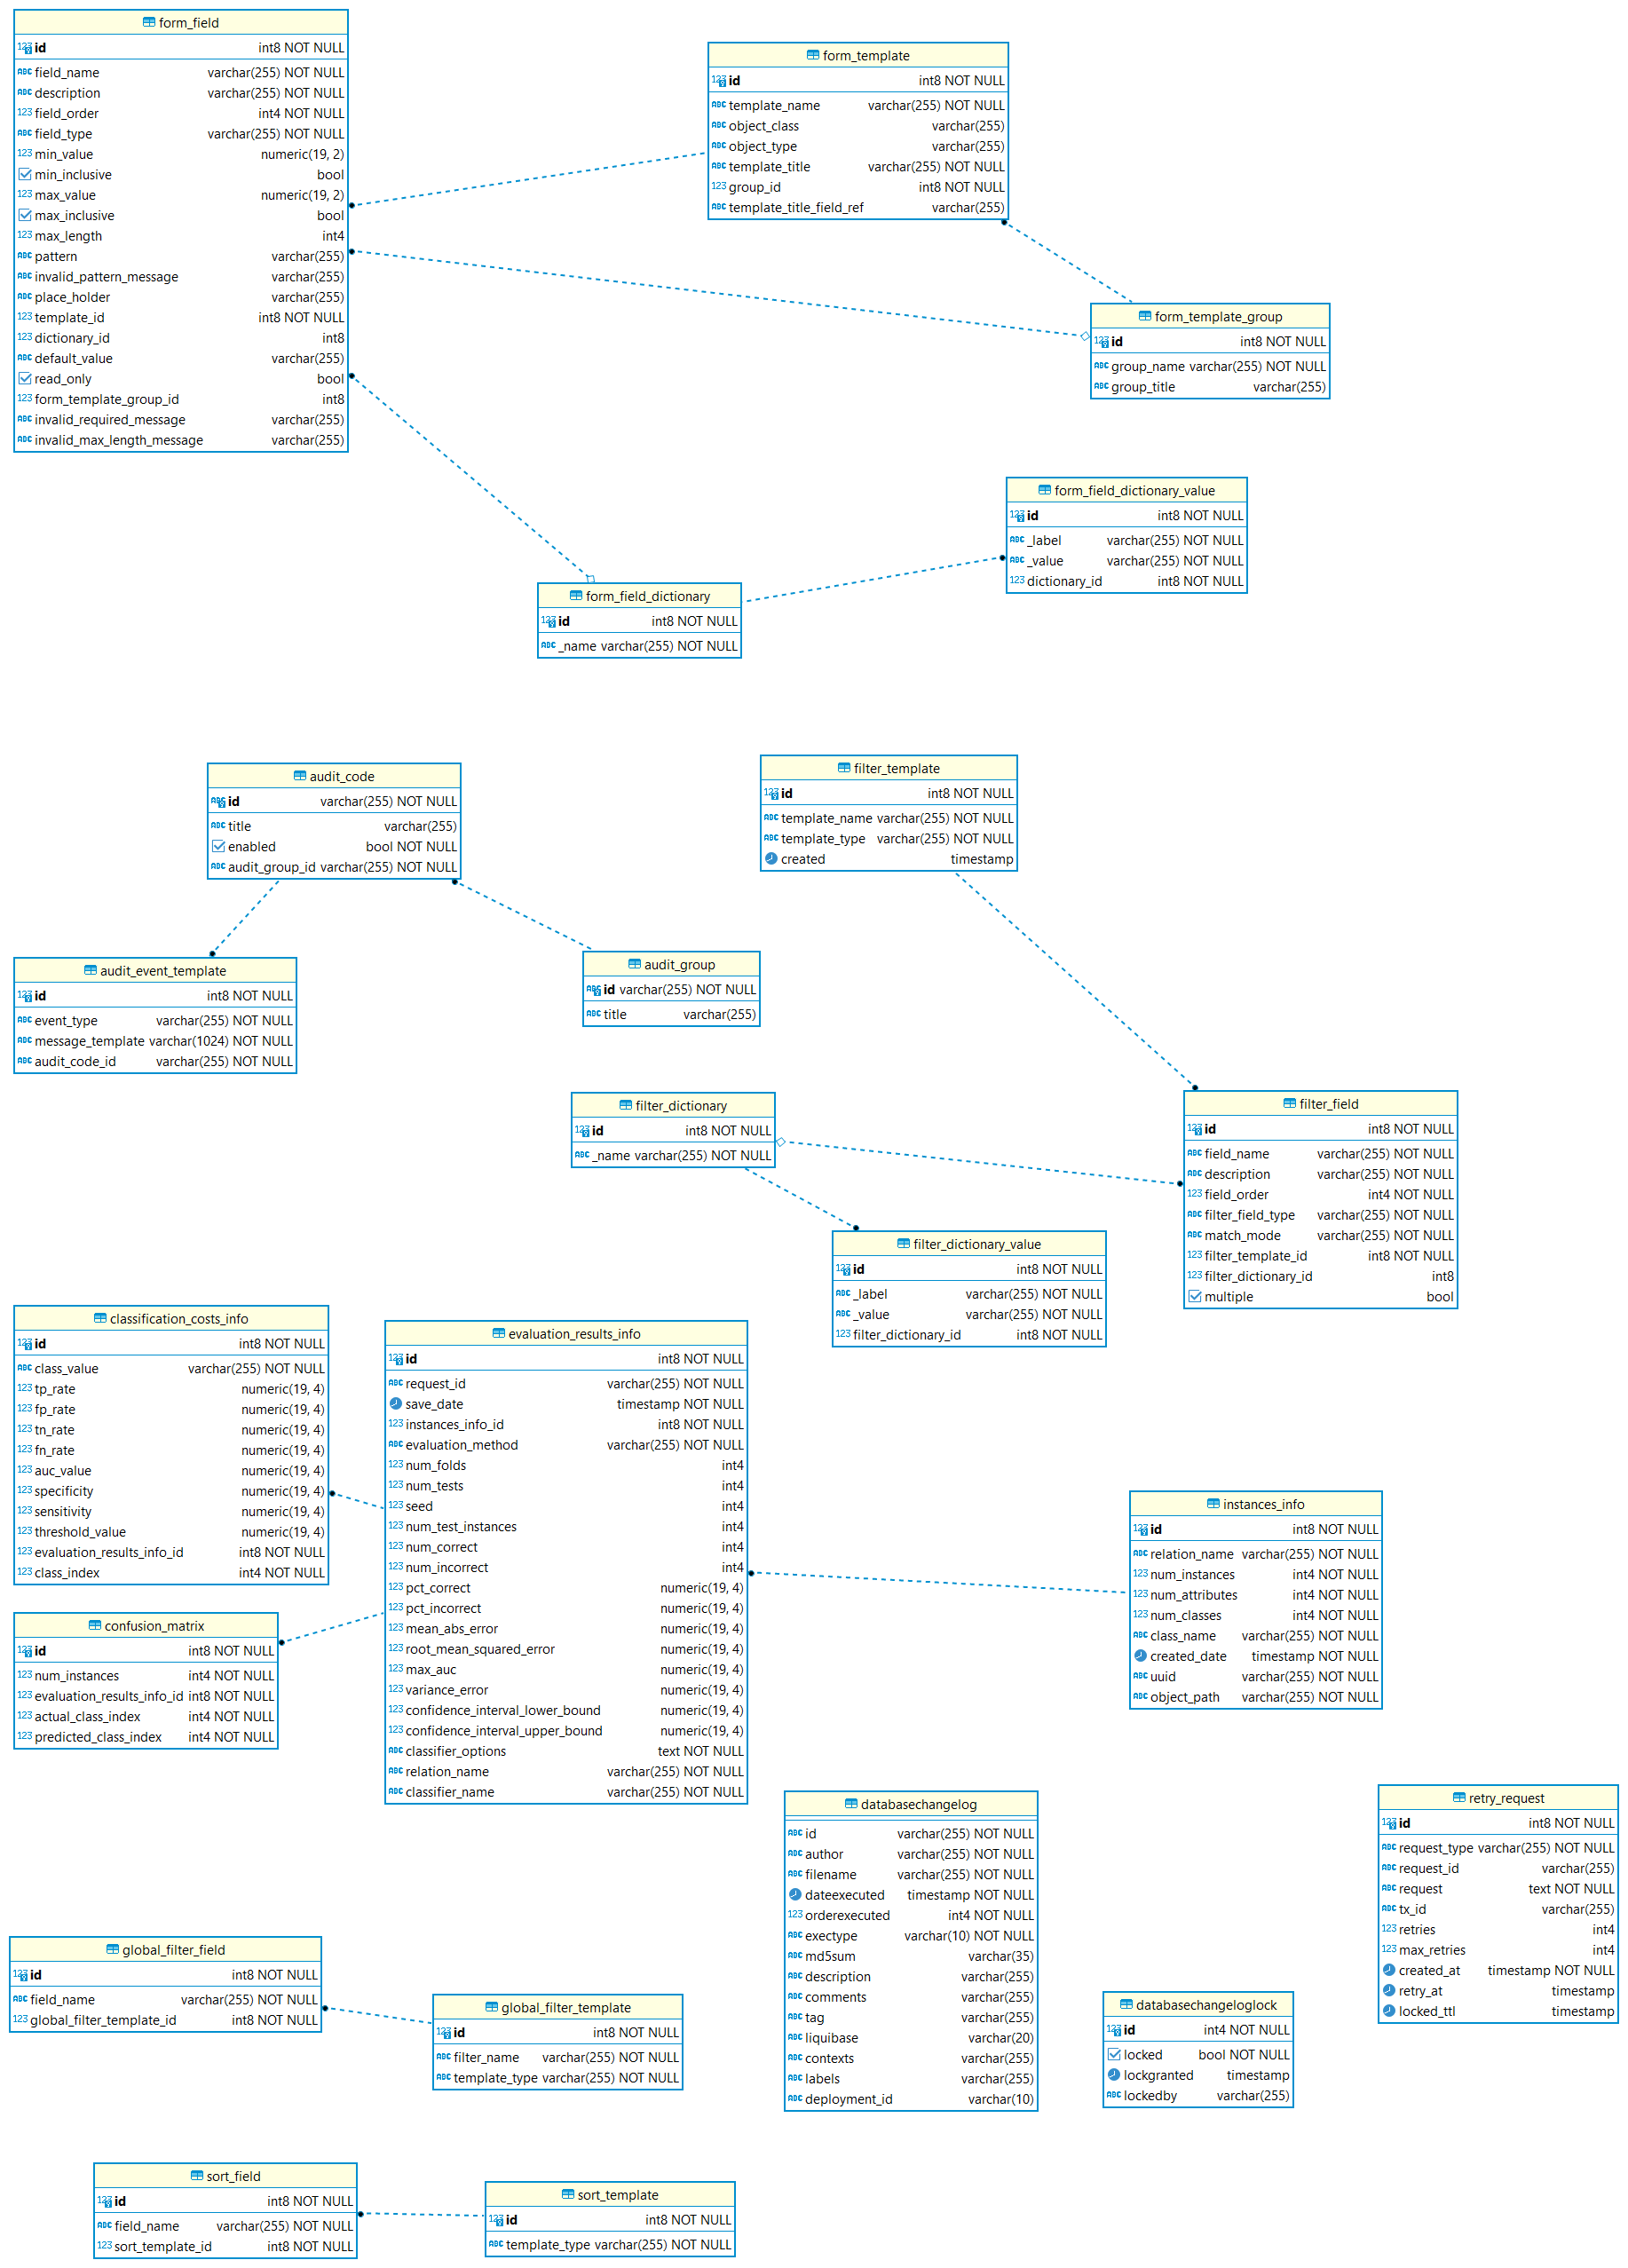 form_field
id int8 NOT NULL
field_name varchar(255) NOT NULL
description varchar(255) NOT NULL
field_order int4 NOT NULL
field_type varchar(255) NOT NULL
min_value numeric(19, 2)
min_inclusive bool
max_value numeric(19, 2)
max_inclusive bool
max_length int4
pattern varchar(255)
invalid_pattern_message varchar(255)
place_holder varchar(255)
template_id int8 NOT NULL
dictionary_id int8
default_value varchar(255)
read_only bool
form_template_group_id int8
invalid_required_message varchar(255)
invalid_max_length_message varchar(255)
form_template
id int8 NOT NULL
template_name varchar(255) NOT NULL
object_class varchar(255)
object_type varchar(255)
template_title varchar(255) NOT NULL
group_id int8 NOT NULL
template_title_field_ref varchar(255)
form_template_group
id int8 NOT NULL
group_name varchar(255) NOT NULL
group_title varchar(255)
form_field_dictionary_value
id int8 NOT NULL
_label varchar(255) NOT NULL
_value varchar(255) NOT NULL
dictionary_id int8 NOT NULL
form_field_dictionary
id int8 NOT NULL
_name varchar(255) NOT NULL
audit_code
id varchar(255) NOT NULL
title varchar(255)
enabled bool NOT NULL
audit_group_id varchar(255) NOT NULL
filter_template
id int8 NOT NULL
template_name varchar(255) NOT NULL
template_type varchar(255) NOT NULL
created timestamp
audit_event_template
id int8 NOT NULL
event_type varchar(255) NOT NULL
message_template varchar(1024) NOT NULL
audit_code_id varchar(255) NOT NULL
audit_group
id varchar(255) NOT NULL
title varchar(255)
filter_dictionary
id int8 NOT NULL
_name varchar(255) NOT NULL
filter_field
id int8 NOT NULL
field_name varchar(255) NOT NULL
description varchar(255) NOT NULL
field_order int4 NOT NULL
filter_field_type varchar(255) NOT NULL
match_mode varchar(255) NOT NULL
filter_template_id int8 NOT NULL
filter_dictionary_id int8
multiple bool
filter_dictionary_value
id int8 NOT NULL
_label varchar(255) NOT NULL
_value varchar(255) NOT NULL
filter_dictionary_id int8 NOT NULL
classification_costs_info
id int8 NOT NULL
class_value varchar(255) NOT NULL
tp_rate numeric(19, 4)
fp_rate numeric(19, 4)
tn_rate numeric(19, 4)
fn_rate numeric(19, 4)
auc_value numeric(19, 4)
specificity numeric(19, 4)
sensitivity numeric(19, 4)
threshold_value numeric(19, 4)
evaluation_results_info_id int8 NOT NULL
class_index int4 NOT NULL
evaluation_results_info
id int8 NOT NULL
request_id varchar(255) NOT NULL
save_date timestamp NOT NULL
instances_info_id int8 NOT NULL
evaluation_method varchar(255) NOT NULL
num_folds int4
num_tests int4
seed int4
num_test_instances int4
num_correct int4
num_incorrect int4
pct_correct numeric(19, 4)
pct_incorrect numeric(19, 4)
mean_abs_error numeric(19, 4)
root_mean_squared_error numeric(19, 4)
max_auc numeric(19, 4)
variance_error numeric(19, 4)
confidence_interval_lower_bound numeric(19, 4)
confidence_interval_upper_bound numeric(19, 4)
classifier_options text NOT NULL
relation_name varchar(255) NOT NULL
classifier_name varchar(255) NOT NULL
instances_info
id int8 NOT NULL
relation_name varchar(255) NOT NULL
num_instances int4 NOT NULL
num_attributes int4 NOT NULL
num_classes int4 NOT NULL
class_name varchar(255) NOT NULL
created_date timestamp NOT NULL
uuid varchar(255) NOT NULL
object_path varchar(255) NOT NULL
confusion_matrix
id int8 NOT NULL
num_instances int4 NOT NULL
evaluation_results_info_id int8 NOT NULL
actual_class_index int4 NOT NULL
predicted_class_index int4 NOT NULL
databasechangelog
id varchar(255) NOT NULL
author varchar(255) NOT NULL
filename varchar(255) NOT NULL
dateexecuted timestamp NOT NULL
orderexecuted int4 NOT NULL
exectype varchar(10) NOT NULL
md5sum varchar(35)
description varchar(255)
comments varchar(255)
tag varchar(255)
liquibase varchar(20)
contexts varchar(255)
labels varchar(255)
deployment_id varchar(10)
retry_request
id int8 NOT NULL
request_type varchar(255) NOT NULL
request_id varchar(255)
request text NOT NULL
tx_id varchar(255)
retries int4
max_retries int4
created_at timestamp NOT NULL
retry_at timestamp
locked_ttl timestamp
global_filter_field
id int8 NOT NULL
field_name varchar(255) NOT NULL
global_filter_template_id int8 NOT NULL
global_filter_template
id int8 NOT NULL
filter_name varchar(255) NOT NULL
template_type varchar(255) NOT NULL
databasechangeloglock
id int4 NOT NULL
locked bool NOT NULL
lockgranted timestamp
lockedby varchar(255)
sort_field
id int8 NOT NULL
field_name varchar(255) NOT NULL
sort_template_id int8 NOT NULL
sort_template
id int8 NOT NULL
template_type varchar(255) NOT NULL